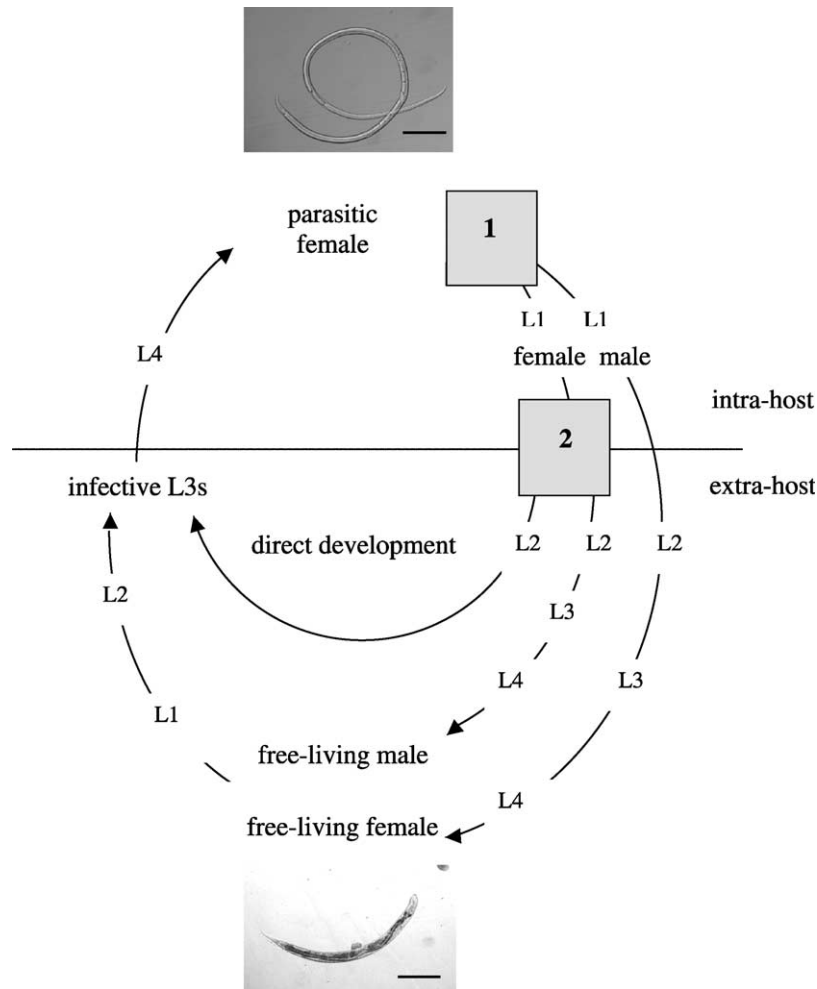 parasitic
female
1
L1 L1
female male
L4
intra-host
2
infective L3s
extra-host
direct development
L2 L2 L2
L2
L3
L3
L4
L1
free-living male
L4
free-living female